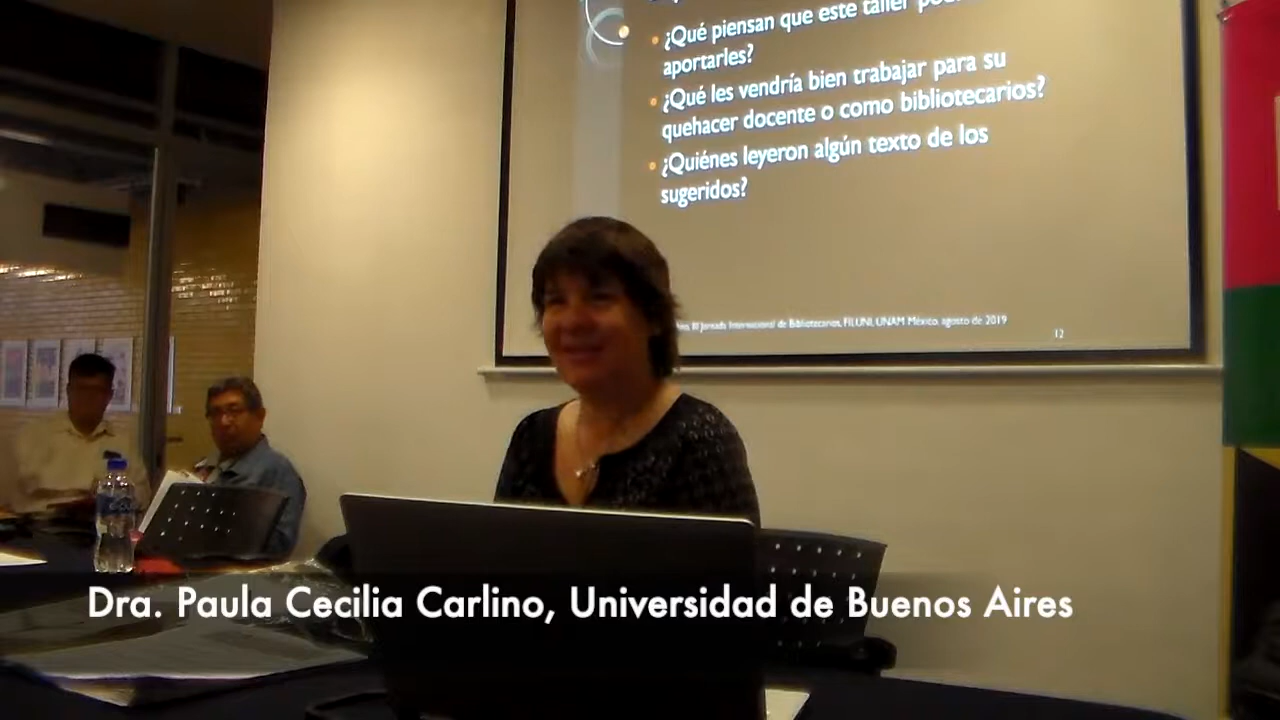 ¿Qué piensan que este taller
aportarles?
¿Qué les vendría bien trabajar para su
quehacer docente o como bibliotecarios?
¿Quiénes leyeron algún texto de los
sugeridos?
III Jornada Internacional de Bibliotecarios, FILUNI, UNAM México, agosto de 2019
12
Dra. Paula Cecilia Carlino, Universidad de Buenos Aires